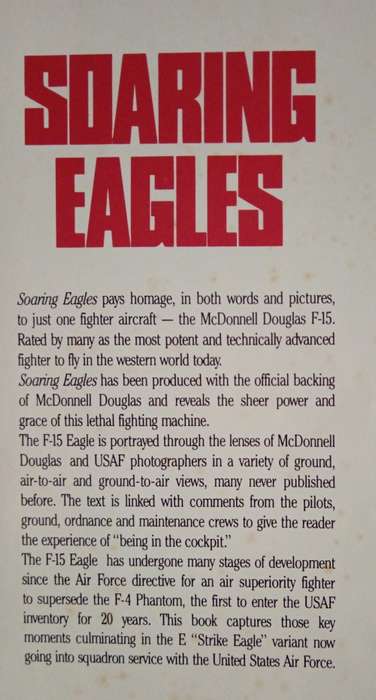 SOARING
EAGLES
Soaring Eagles pays homage, in both words and pictures,
to just one fighter aircraft — the McDonnell Douglas F-15.
Rated by many as the most potent and technically advanced
fighter to fly in the western world today.
Soaring Eagles has been produced with the official backing
of McDonnell Douglas and reveals the sheer power and
grace of this lethal fighting machine.
The F-15 Eagle is portrayed through the lenses of McDonnell
Douglas and USAF photographers in a variety of ground,
air-to-air and ground-to-air views, many never published
before. The text is linked with comments from the pilots,
ground, ordnance and maintenance crews to give the reader
the experience of “being in the cockpit.”
The F-15 Eagle has undergone many stages of development
since the Air Force directive for an air superiority fighter
to supersede the F-4 Phantom, the first to enter the USAF
inventory for 20 years. This book captures those key
moments culminating in the E “Strike Eagle” variant now
going into squadron service with the United States Air Force.